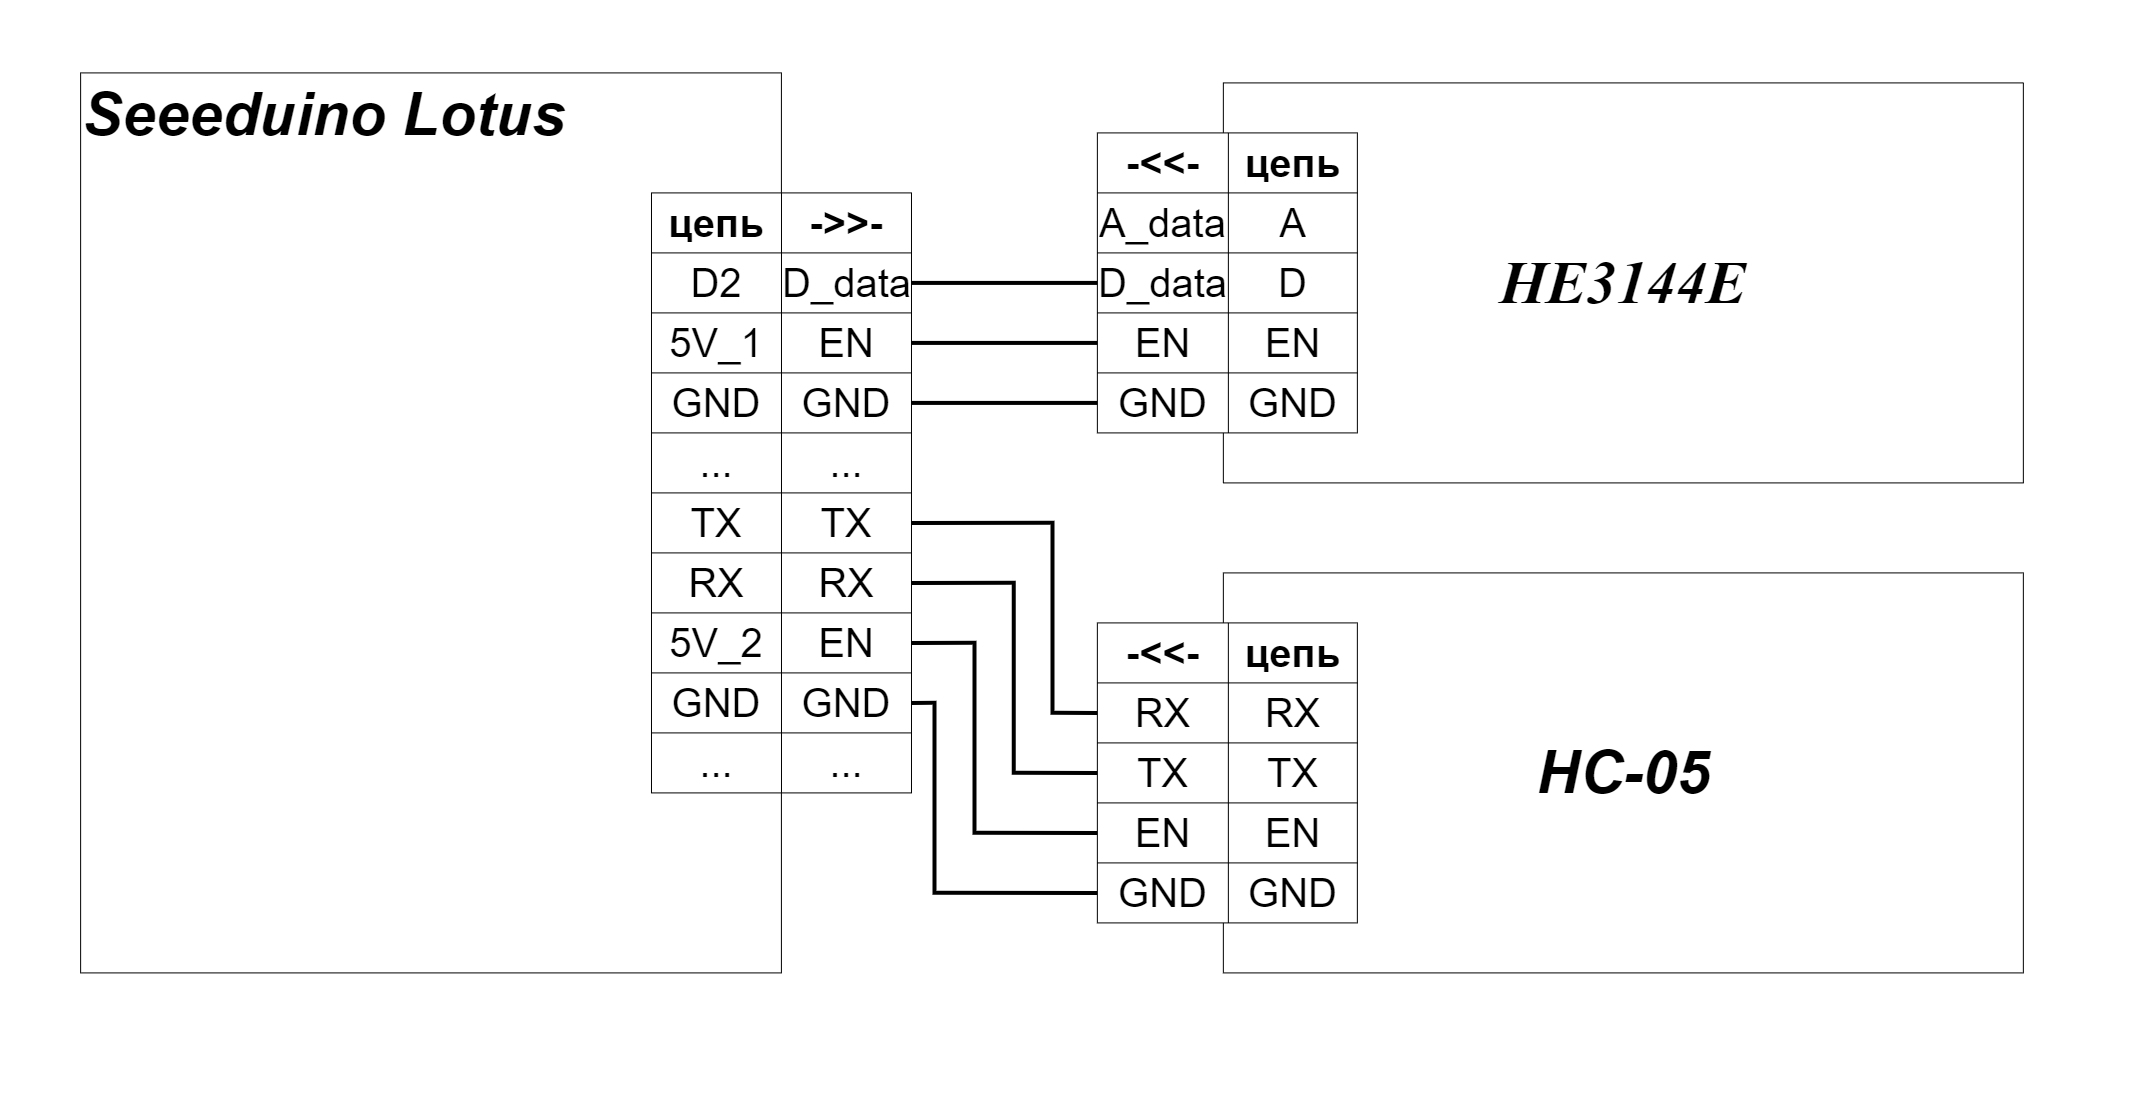 Seeeduino Lotus
цепь ->>-
D2 D_data
5V_1 EN
GND GND
... ...
TX TX
RX RX
5V_2 EN
GND GND
... ...
-<<- цепь
A_data A
D_data D
EN EN
GND GND
HE3144E
-<<- цепь
RX RX
TX TX
EN EN
GND GND
HC-05